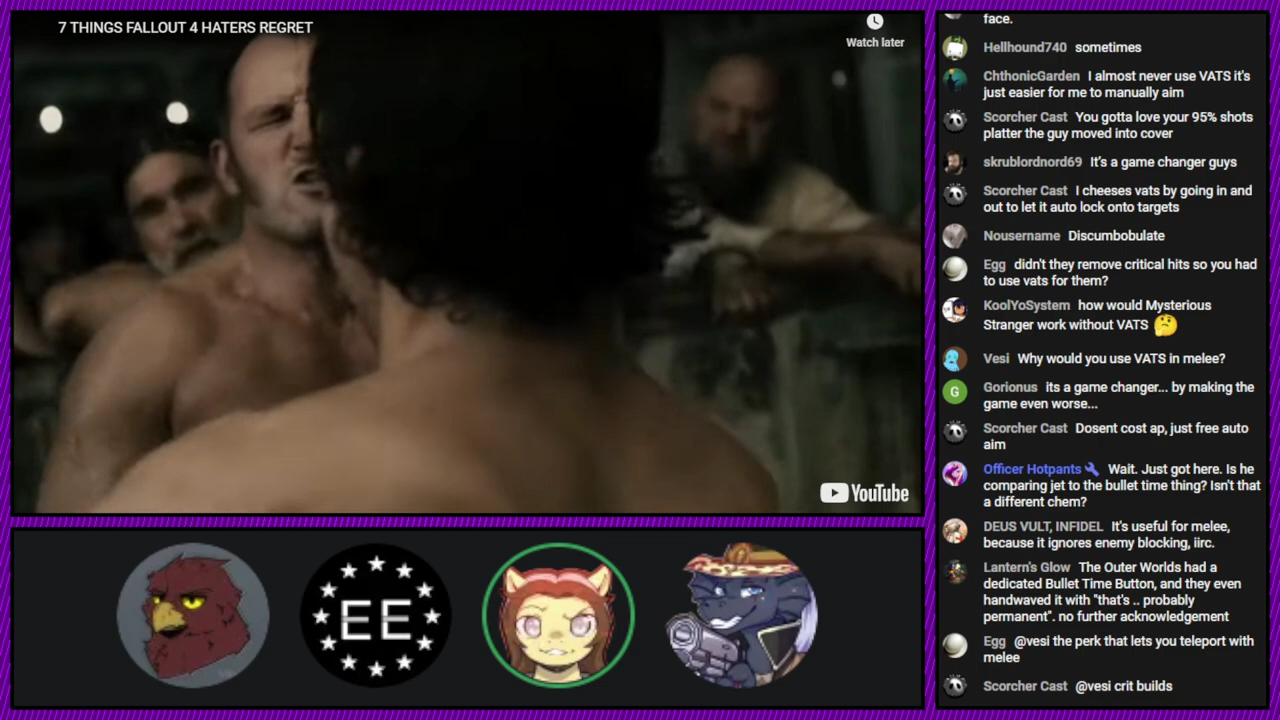 7 THINGS FALLOUT 4 HATERS REGRET
Watch later
YouTube
EE
face.
Hellhound740 sometimes
ChthonicGarden I almost never use VATS it's
just easier for me to manually aim
Scorcher Cast You gotta love your 95% shots
platter the guy moved into cover
skrublordnord69 It's a game changer guys
Scorcher Cast I cheeses vats by going in and
out to let it auto lock onto targets
Nousername Discumbobulate
Egg didn't they remove critical hits so you had
to use vats for them?
KoolYoSystem how would Mysterious
Stranger work without VATS 🤔
Vesi Why would you use VATS in melee?
G
Gorionus its a game changer... by making the
game even worse...
Scorcher Cast Dosent cost ap, just free auto
aim
Officer Hotpants Wait. Just got here. Is he
comparing jet to the bullet time thing? Isn't that
a different chem?
DEUS VULT, INFIDEL It's useful for melee,
because it ignores enemy blocking, iirc.
Lantern's Glow The Outer Worlds had a
dedicated Bullet Time Button, and they even
handwaved it with "that's .. probably
permanent". no further acknowledgement
Egg @vesi the perk that lets you teleport with
melee
Scorcher Cast @vesi crit builds